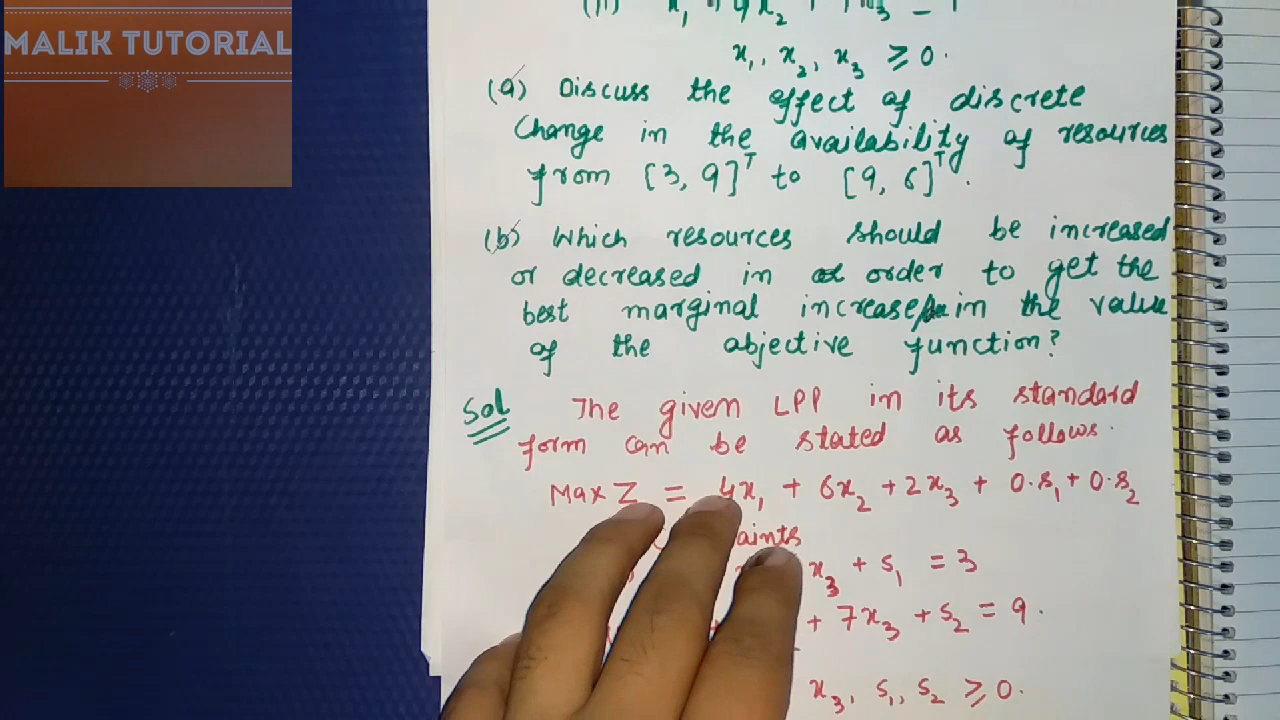 MALIK TUTORIAL
x₁, x₂, x₃ ≥ 0.
(a) Discuss the effect of discrete
Change in the availability of resources
from [3, 9]ᵀ to [9, 6]ᵀ.
(b) Which resources should be increased
or decreased in order to get the
best marginal increase in the value
of the abjective function?
Sol The given LPP in its standard
form can be stated as follows.
Max Z = 4x₁ + 6x₂ + 2x₃ + 0.s₁ + 0.s₂
aints
x₃ + s₁ = 3
+ 7x₃ + s₂ = 9.
x₃, s₁, s₂ ≥ 0.